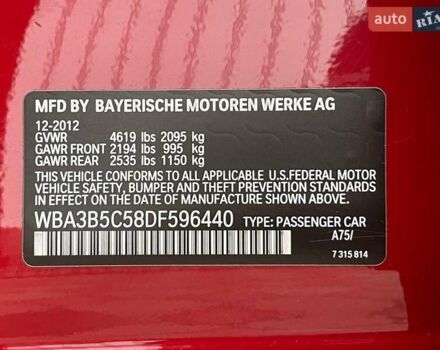 auto RIA
MFD BY BAYERISCHE MOTOREN WERKE AG
12-2012
GVWR 4619 lbs 2095 kg
GAWR FRONT 2194 lbs 995 kg
GAWR REAR 2535 lbs 1150 kg
THIS VEHICLE CONFORMS TO ALL APPLICABLE U.S.FEDERAL MOTOR
VEHICLE SAFETY, BUMPER AND THEFT PREVENTION STANDARDS
IN EFFECT ON THE DATE OF MANUFACTURE SHOWN ABOVE.
WBA3B5C58DF596440 TYPE: PASSENGER CAR
A75/
7 315 814